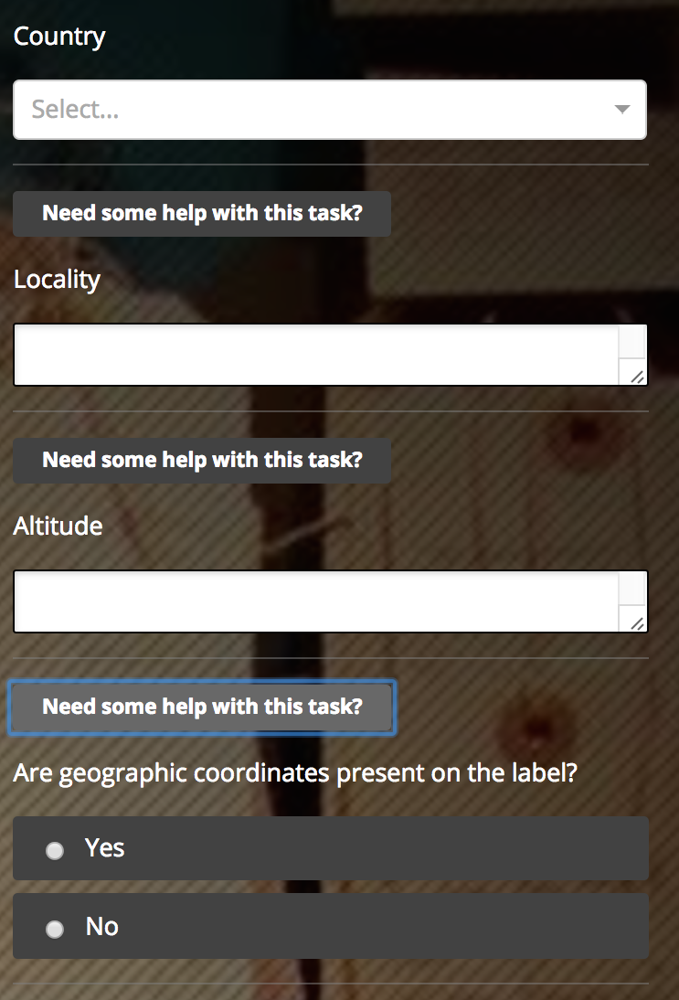 Country
Select...
Need some help with this task?
Locality
Need some help with this task?
Altitude
Need some help with this task?
Are geographic coordinates present on the label?
Yes
No